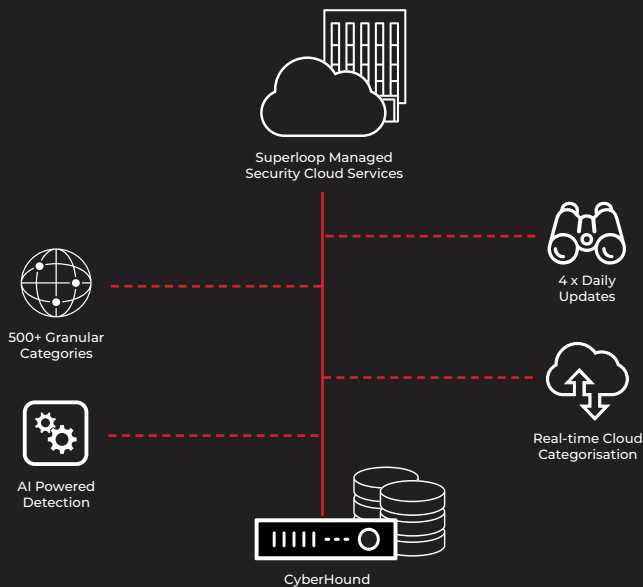 Superloop Managed
Security Cloud Services
4 x Daily
Updates
500+ Granular
Categories
Real-time Cloud
Categorisation
AI Powered
Detection
CyberHound